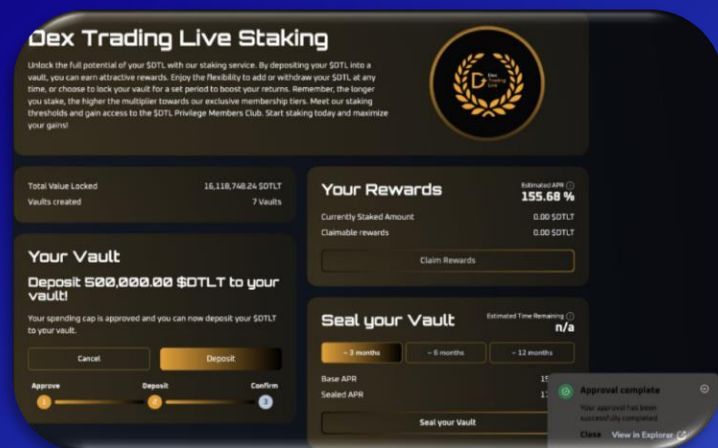 Dex Trading Live Staking
Unlock the full potential of your $DTL with our staking service. By depositing your $DTL into a
vault, you can earn attractive rewards. Enjoy the flexibility to add or withdraw your $DTL at any
time, or choose to lock your vault for a set period to boost your returns. Remember, the longer
you stake, the higher the multiplier towards our exclusive membership tiers. Meet our staking
thresholds and gain access to the $DTL Privilege Members Club. Start staking today and maximize
your gains!
Dex
Trading
Live
Total Value Locked 16,118,748.24 $DTLT
Vaults created 7 Vaults
Your Vault
Deposit 500,000.00 $DTLT to your
vault!
Your spending cap is approved and you can now deposit your $DTLT
to your vault.
Cancel Deposit
Approve Deposit Confirm
1 2 3
Your Rewards
Estimated APR
155.68 %
Currently Staked Amount 0.00 $DTLT
Claimable rewards 0.00 $DTLT
Claim Rewards
Seal your Vault
Estimated Time Remaining
n/a
~ 3 months ~ 6 months ~ 12 months
Base APR
Sealed APR
Seal your Vault
Approval complete
Your approval has been
successfully completed
Close View in Explorer